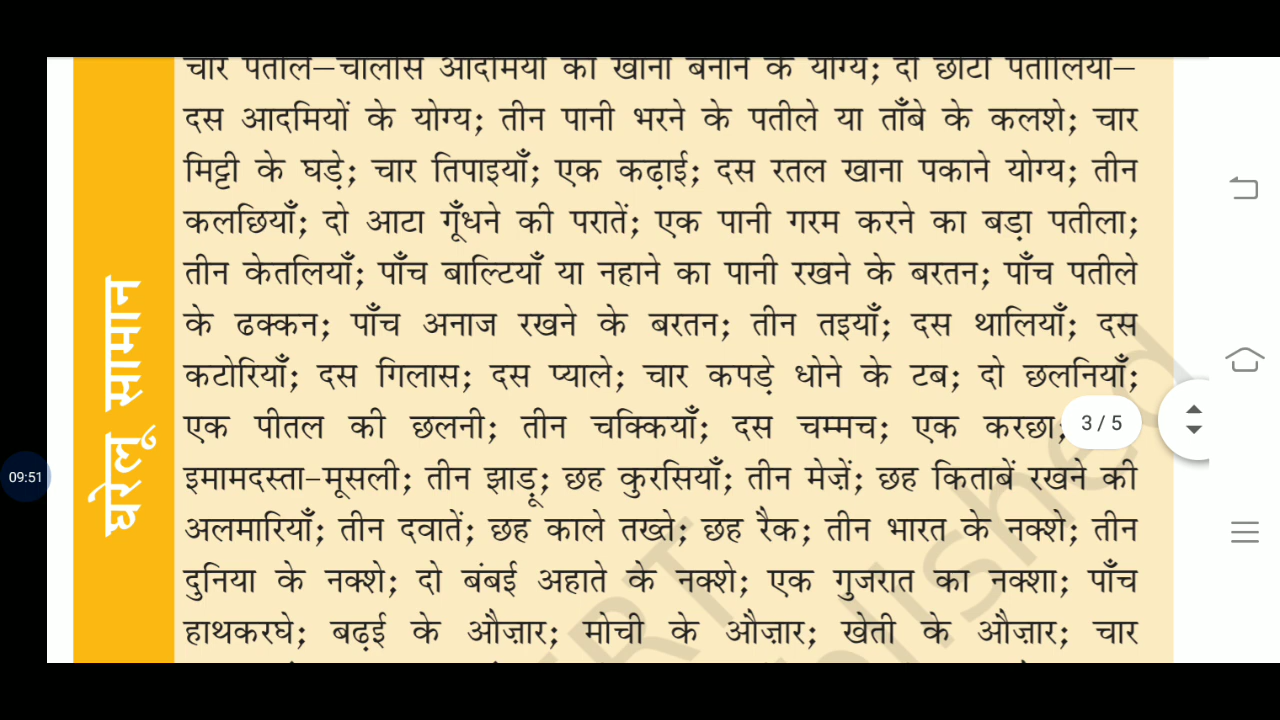 चार पतीले–चालीस आदमियों का खाना बनाने के योग्य; दो छोटी पतीलियाँ–
दस आदमियों के योग्य; तीन पानी भरने के पतीले या ताँबे के कलशे; चार
मिट्टी के घड़े; चार तिपाइयाँ; एक कढ़ाई; दस रतल खाना पकाने योग्य; तीन
कलछियाँ; दो आटा गूँधने की परातें; एक पानी गरम करने का बड़ा पतीला;
तीन केतलियाँ; पाँच बाल्टियाँ या नहाने का पानी रखने के बरतन; पाँच पतीले
के ढक्कन; पाँच अनाज रखने के बरतन; तीन तइयाँ; दस थालियाँ; दस
कटोरियाँ; दस गिलास; दस प्याले; चार कपड़े धोने के टब; दो छलनियाँ;
एक पीतल की छलनी; तीन चक्कियाँ; दस चम्मच; एक करछा;
3 / 5
इमामदस्ता-मूसली; तीन झाड़ू; छह कुरसियाँ; तीन मेज़ें; छह किताबें रखने की
09:51
अलमारियाँ; तीन दवातें; छह काले तख्ते; छह रैक; तीन भारत के नक्शे; तीन
दुनिया के नक्शे; दो बंबई अहाते के नक्शे; एक गुजरात का नक्शा; पाँच
हाथकरघे; बढ़ई के औज़ार; मोची के औज़ार; खेती के औज़ार; चार
घरेलू सामान